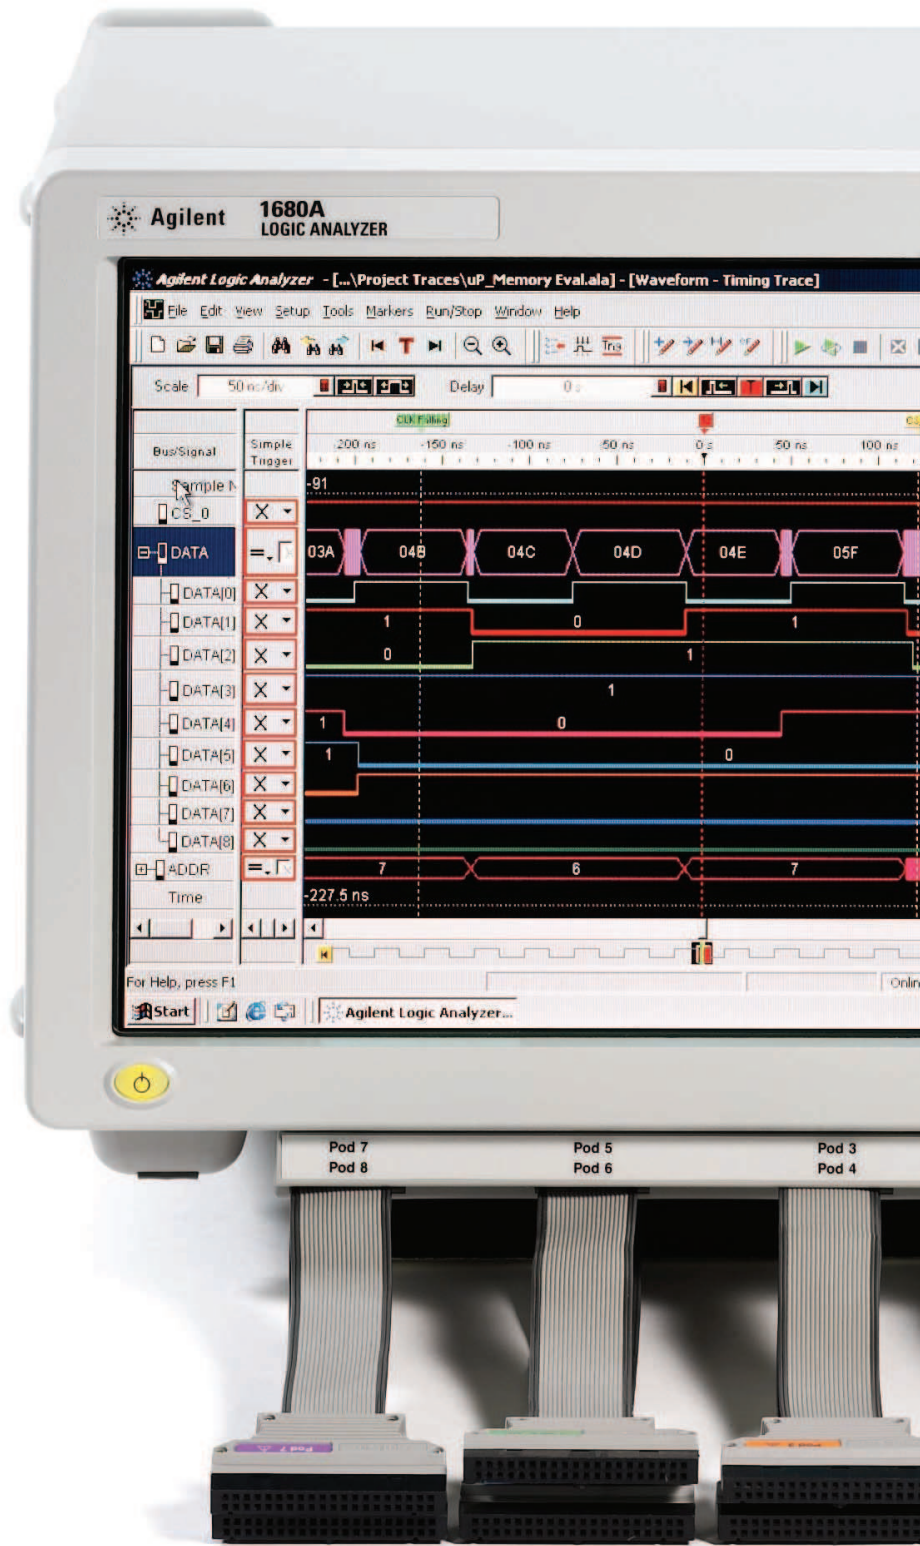 Agilent 1680A
LOGIC ANALYZER
Agilent Logic Analyzer - [...\Project Traces\uP_Memory Eval.ala] - [Waveform - Timing Trace]
File Edit View Setup Tools Markers Run/Stop Window Help
T Trig
Scale 50 ns/div Delay 0 s T
Bus/Signal Simple Trigger -200 ns -150 ns -100 ns -50 ns 0 s 50 ns 100 ns
Sample N -91
CS_0 X
DATA = 03A 04B 04C 04D 04E 05F
DATA[0] X
DATA[1] X 1 0 1
DATA[2] X 0 1
DATA[3] X 1
DATA[4] X 1 0
DATA[5] X 1 0
DATA[6] X
DATA[7] X
DATA[8] X
ADDR = 7 6 7
Time -227.5 ns
For Help, press F1 Onlin
Start Agilent Logic Analyzer...
Pod 7 Pod 5 Pod 3
Pod 8 Pod 6 Pod 4
Pod 7